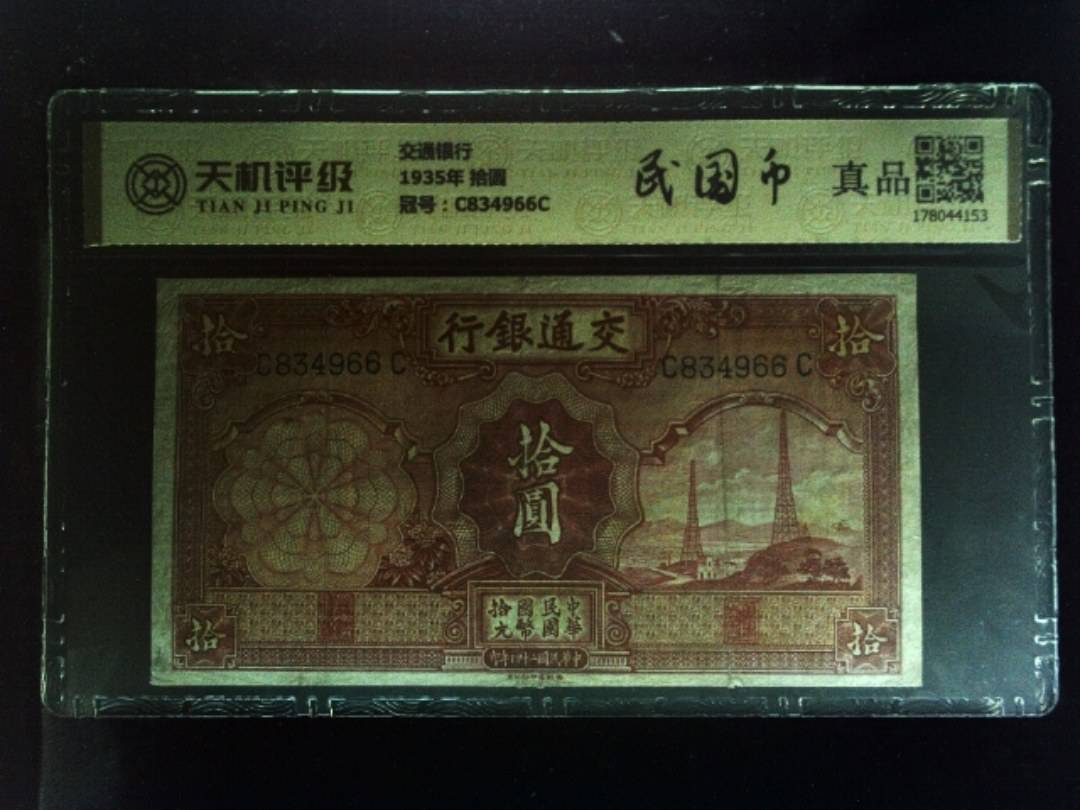 天机评级
TIAN JI PING JI
交通银行
1935年 拾圆
冠号：C834966C
民国币
真品
178044153
行銀通交
拾
拾
C834966 C
C834966 C
拾圓
中華
民國
國幣
拾元
拾
拾